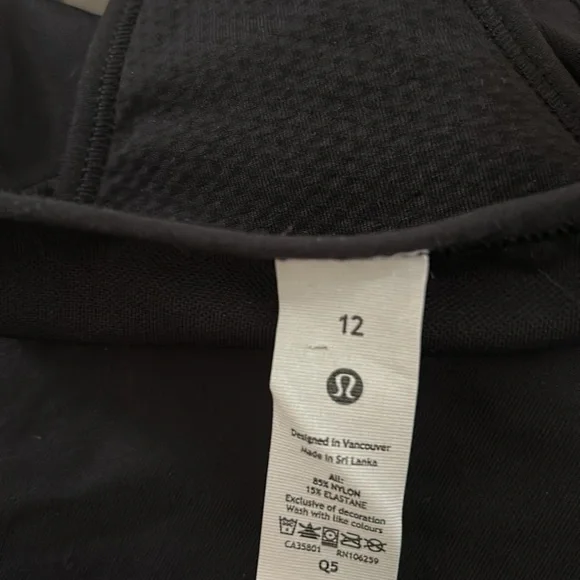 12
Designed in Vancouver
Made in Sri Lanka
All:
85% NYLON
15% ELASTANE
Exclusive of decoration
Wash with like colours
CA35801 RN106259
Q5